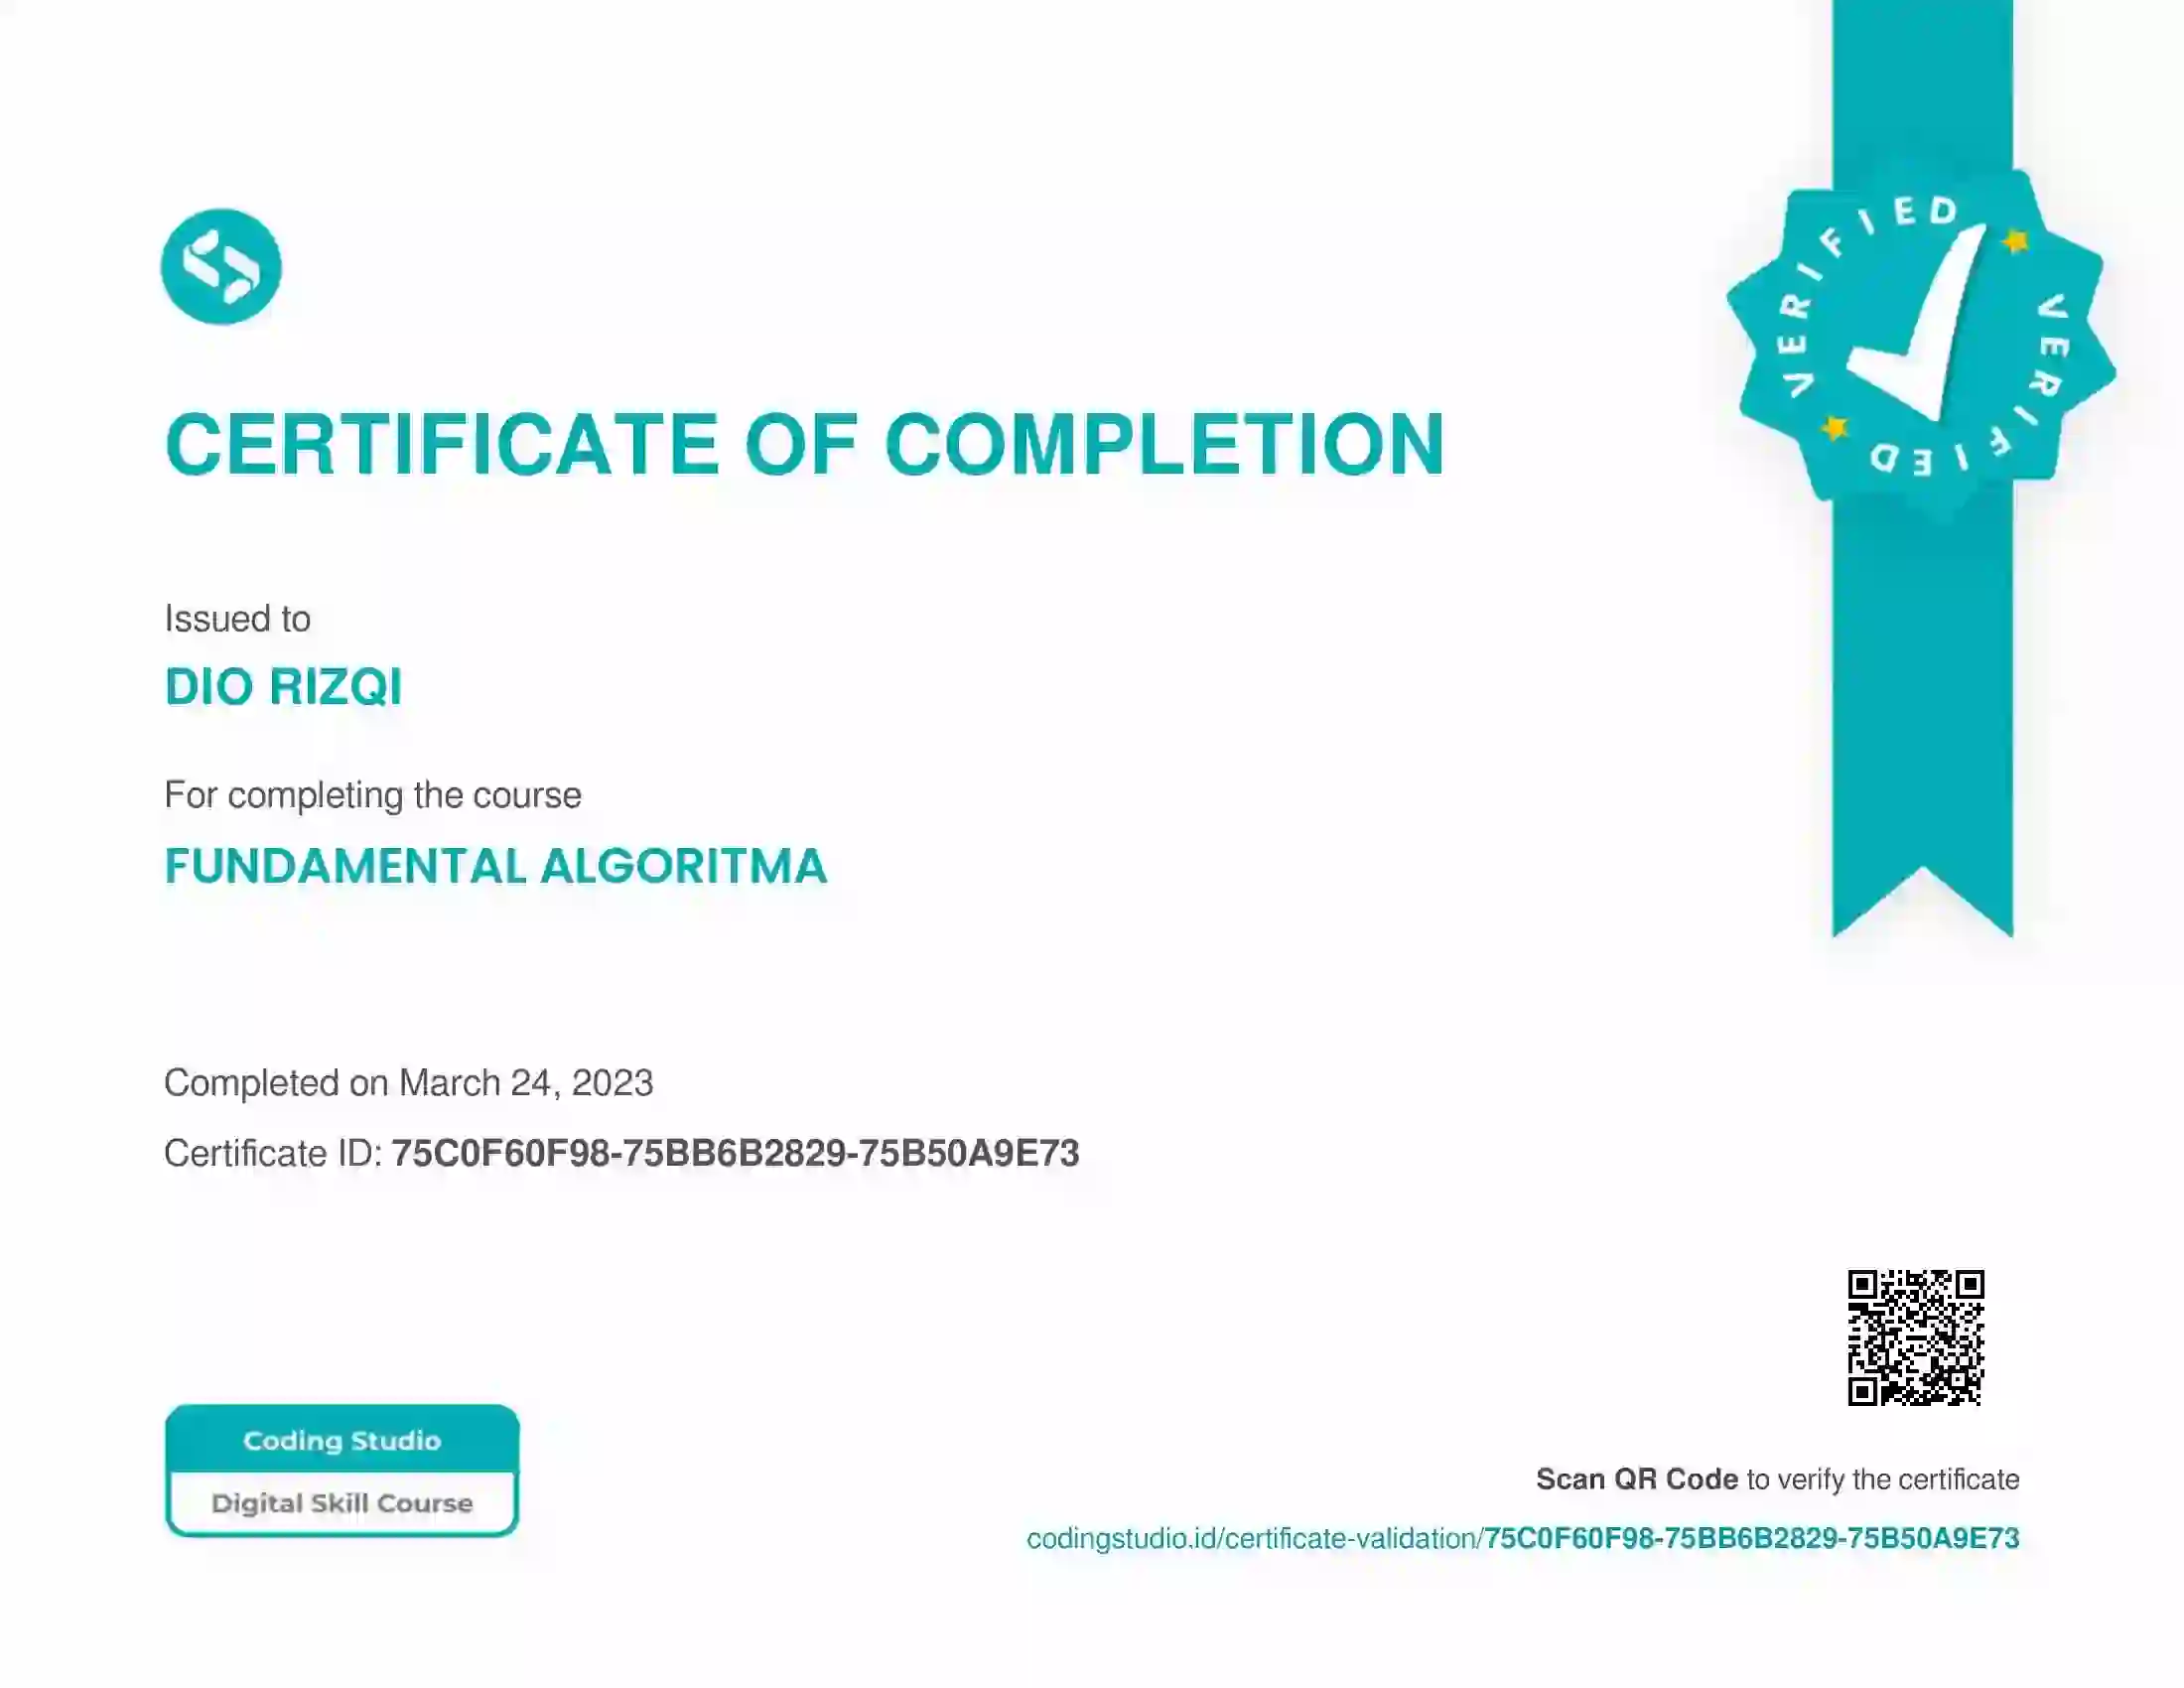 VERIFIED VERIFIED
CERTIFICATE OF COMPLETION
Issued to
DIO RIZQI
For completing the course
FUNDAMENTAL ALGORITMA
Completed on March 24, 2023
Certificate ID: 75C0F60F98-75BB6B2829-75B50A9E73
Coding Studio
Digital Skill Course
Scan QR Code to verify the certificate
codingstudio.id/certificate-validation/75C0F60F98-75BB6B2829-75B50A9E73